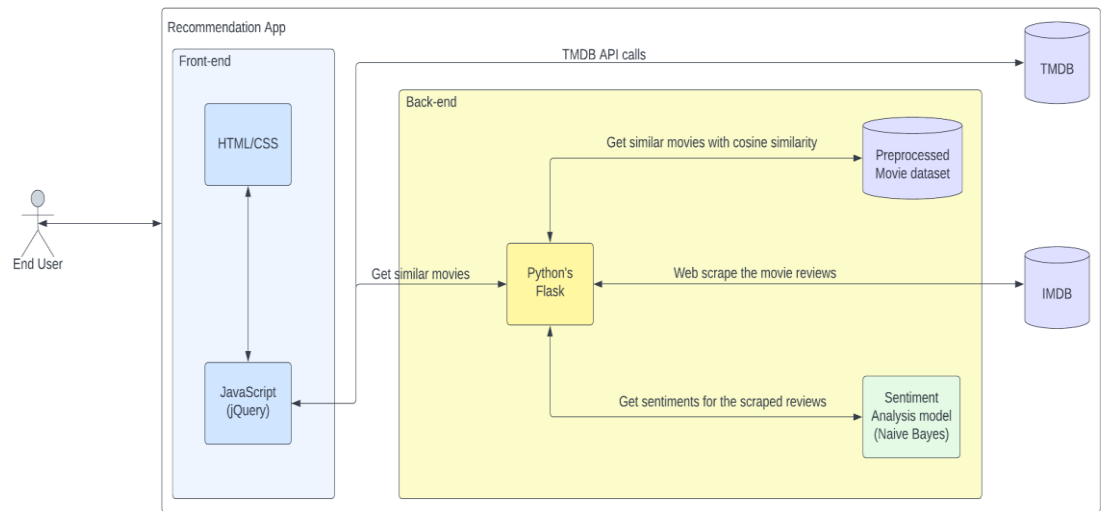 Recommendation App
Front-end
TMDB API calls
TMDB
Back-end
HTML/CSS
Get similar movies with cosine similarity
Preprocessed
Movie dataset
End User
Get similar movies
Python's
Flask
Web scrape the movie reviews
IMDB
JavaScript
(jQuery)
Get sentiments for the scraped reviews
Sentiment
Analysis model
(Naive Bayes)